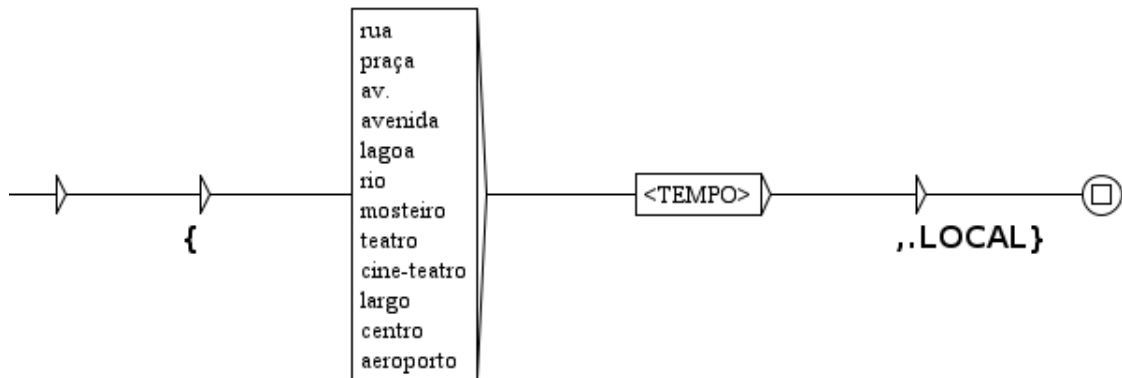 {
rua
praça
av.
avenida
lagoa
rio
mosteiro
teatro
cine-teatro
largo
centro
aeroporto
<TEMPO>
,.LOCAL}